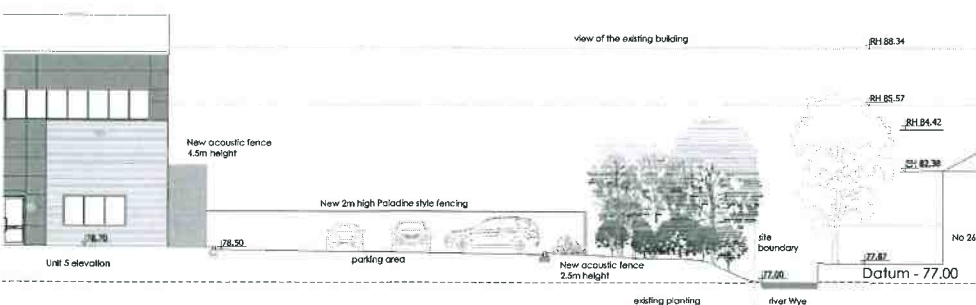 view of the existing building
RH 88.34
RH 85.57
RH 84.42
RH 82.38
New acoustic fence
4.5m height
New 2m high Paladine style fencing
78.70
78.50
Unit 5 elevation
parking area
New acoustic fence
2.5m height
site
boundary
77.00
77.87
No 26
Datum - 77.00
existing planting
river Wye